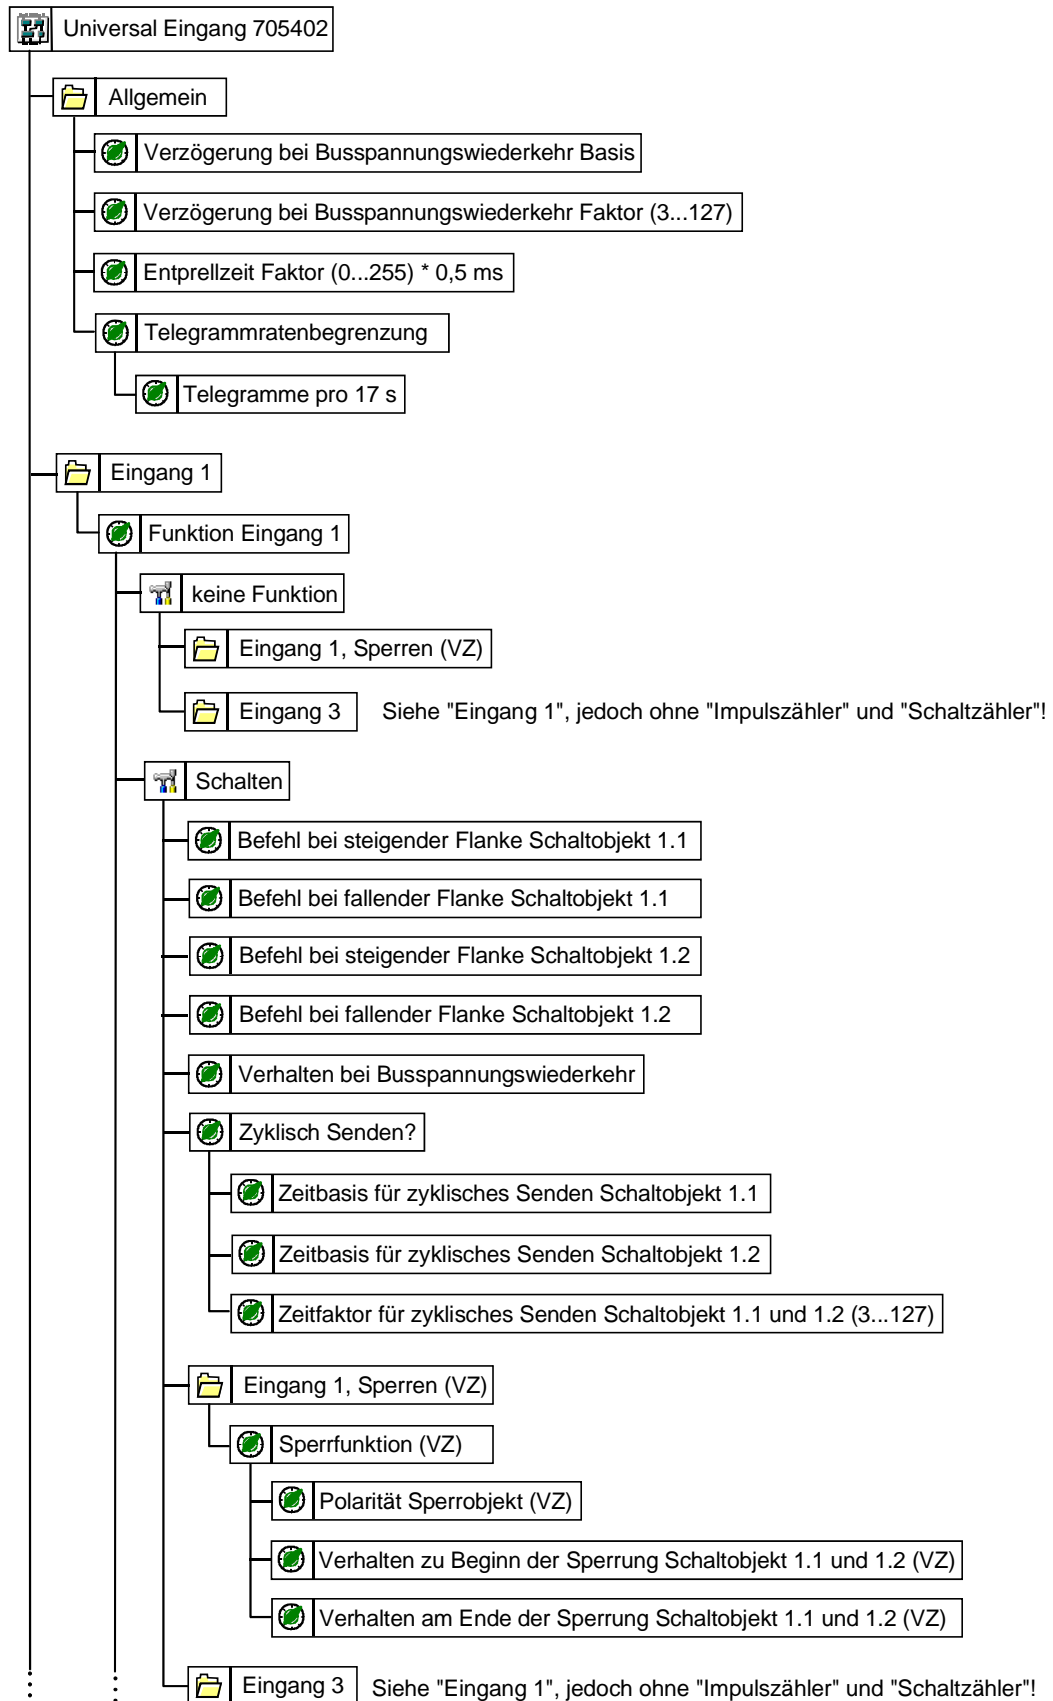 Universal Eingang 705402
Allgemein
Verzögerung bei Busspannungswiederkehr Basis
Verzögerung bei Busspannungswiederkehr Faktor (3...127)
Entprellzeit Faktor (0...255) * 0,5 ms
Telegrammratenbegrenzung
Telegramme pro 17 s
Eingang 1
Funktion Eingang 1
keine Funktion
Eingang 1, Sperren (VZ)
Eingang 3 Siehe "Eingang 1", jedoch ohne "Impulszähler" und "Schaltzähler"!
Schalten
Befehl bei steigender Flanke Schaltobjekt 1.1
Befehl bei fallender Flanke Schaltobjekt 1.1
Befehl bei steigender Flanke Schaltobjekt 1.2
Befehl bei fallender Flanke Schaltobjekt 1.2
Verhalten bei Busspannungswiederkehr
Zyklisch Senden?
Zeitbasis für zyklisches Senden Schaltobjekt 1.1
Zeitbasis für zyklisches Senden Schaltobjekt 1.2
Zeitfaktor für zyklisches Senden Schaltobjekt 1.1 und 1.2 (3...127)
Eingang 1, Sperren (VZ)
Sperrfunktion (VZ)
Polarität Sperrobjekt (VZ)
Verhalten zu Beginn der Sperrung Schaltobjekt 1.1 und 1.2 (VZ)
Verhalten am Ende der Sperrung Schaltobjekt 1.1 und 1.2 (VZ)
Eingang 3 Siehe "Eingang 1", jedoch ohne "Impulszähler" und "Schaltzähler"!